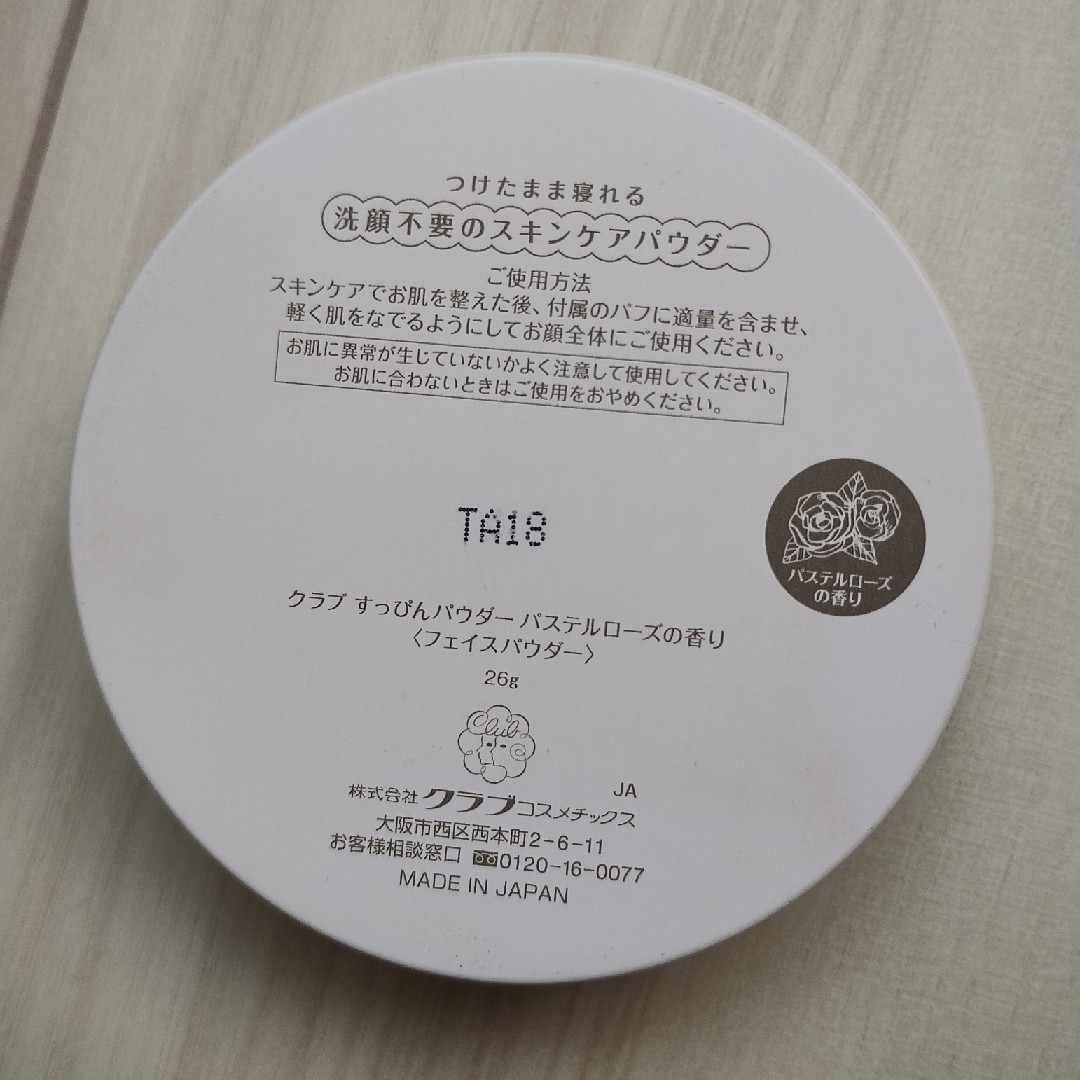 つけたまま寝れる
洗顔不要のスキンケアパウダー
ご使用方法
スキンケアでお肌を整えた後、付属のパフに適量を含ませ、
軽く肌をなでるようにしてお顔全体にご使用ください。
お肌に異常が生じていないかよく注意して使用してください。
お肌に合わないときはご使用をおやめください。
TA18
パステルローズ
の香り
クラブ すっぴんパウダー パステルローズの香り
〈フェイスパウダー〉
26g
Club
JA
株式会社 クラブコスメチックス
大阪市西区西本町2-6-11
お客様相談窓口 0120-16-0077
MADE IN JAPAN